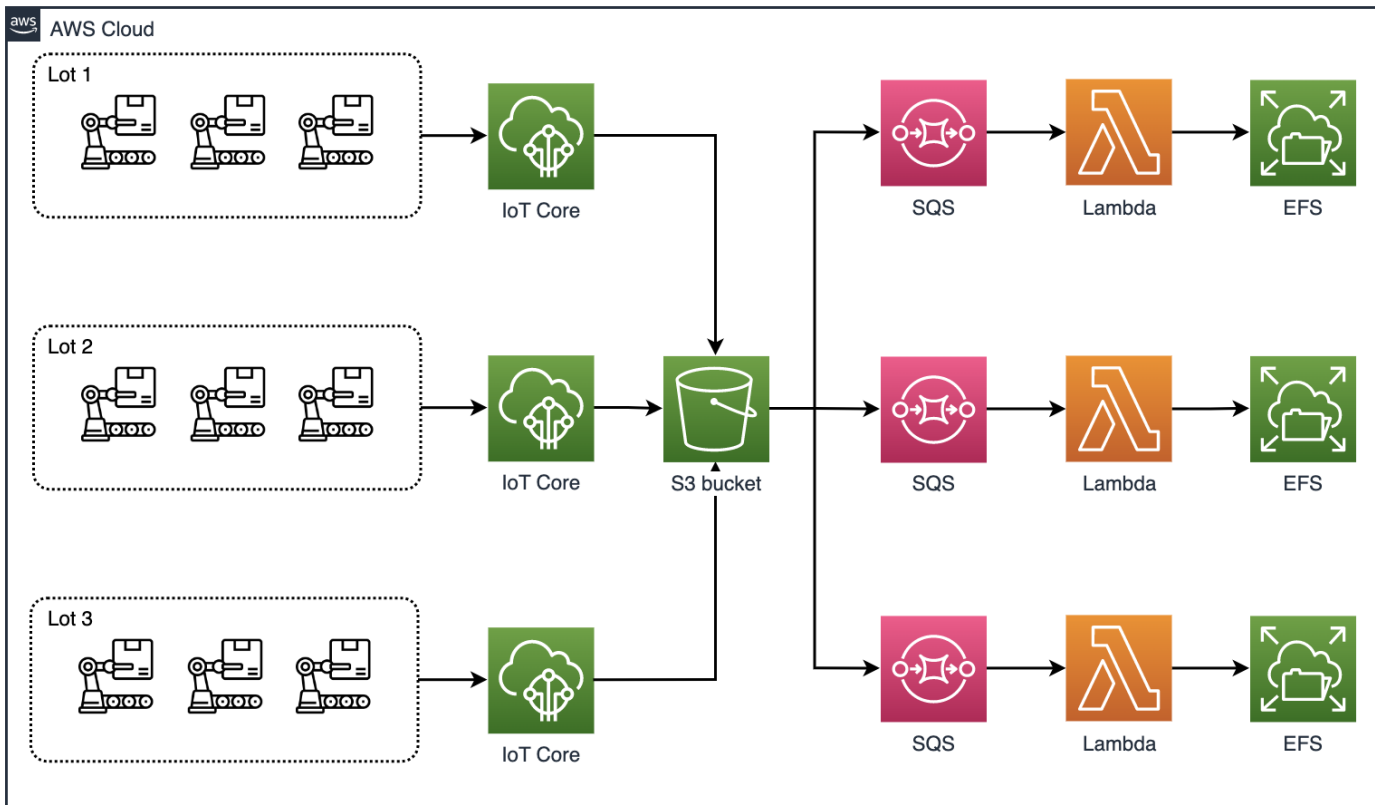 aws
AWS Cloud
Lot 1
IoT Core
SQS
Lambda
EFS
Lot 2
IoT Core
S3 bucket
SQS
Lambda
EFS
Lot 3
IoT Core
SQS
Lambda
EFS